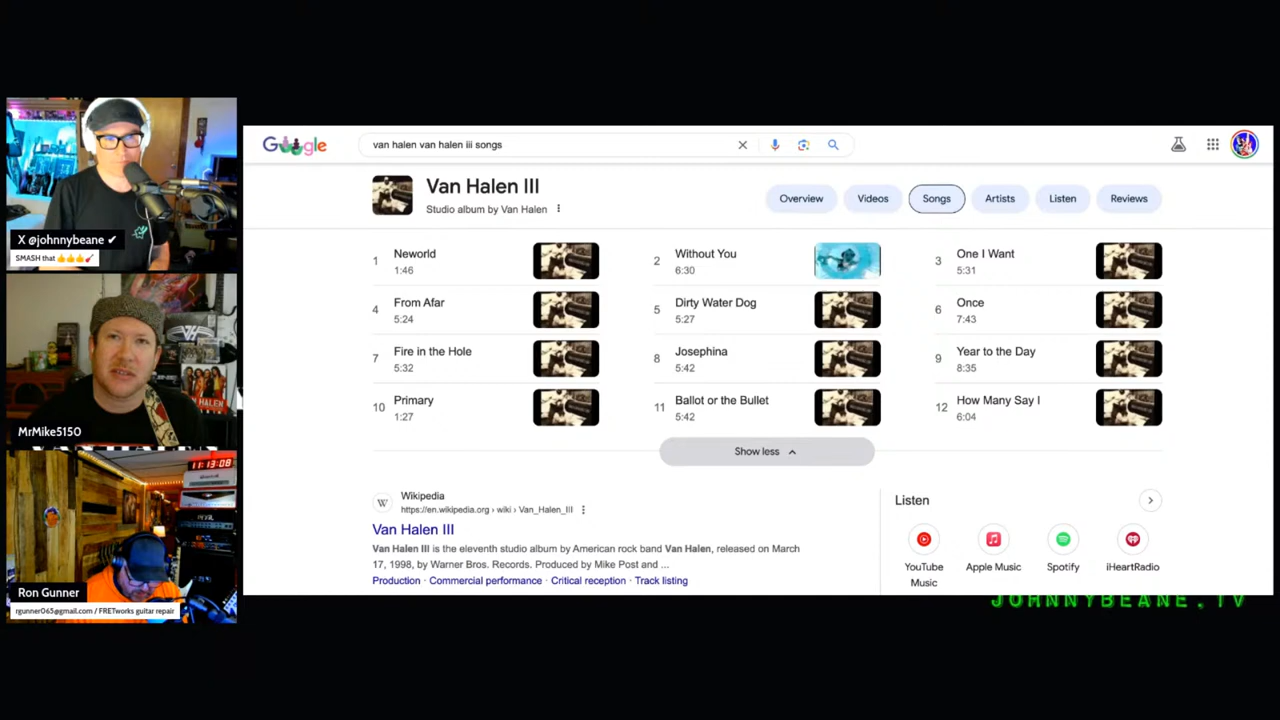 X @johnnybeane ✔
SMASH that 👍👍👍🎸
MrMike5150
VAN HALEN
11:13:08
Ron Gunner
rgunner065@gmail.com / FRETworks guitar repair
Google
van halen van halen iii songs
Van Halen III
Studio album by Van Halen
Overview
Videos
Songs
Artists
Listen
Reviews
1 Neworld
1:46
2 Without You
6:30
3 One I Want
5:31
4 From Afar
5:24
5 Dirty Water Dog
5:27
6 Once
7:43
7 Fire in the Hole
5:32
8 Josephina
5:42
9 Year to the Day
8:35
10 Primary
1:27
11 Ballot or the Bullet
5:42
12 How Many Say I
6:04
Show less
W
Wikipedia
https://en.wikipedia.org › wiki › Van_Halen_III
Van Halen III
Van Halen III is the eleventh studio album by American rock band Van Halen, released on March
17, 1998, by Warner Bros. Records. Produced by Mike Post and ...
Production · Commercial performance · Critical reception · Track listing
Listen
YouTube
Music
Apple Music
Spotify
iHeartRadio
JOHNNYBEANE.TV